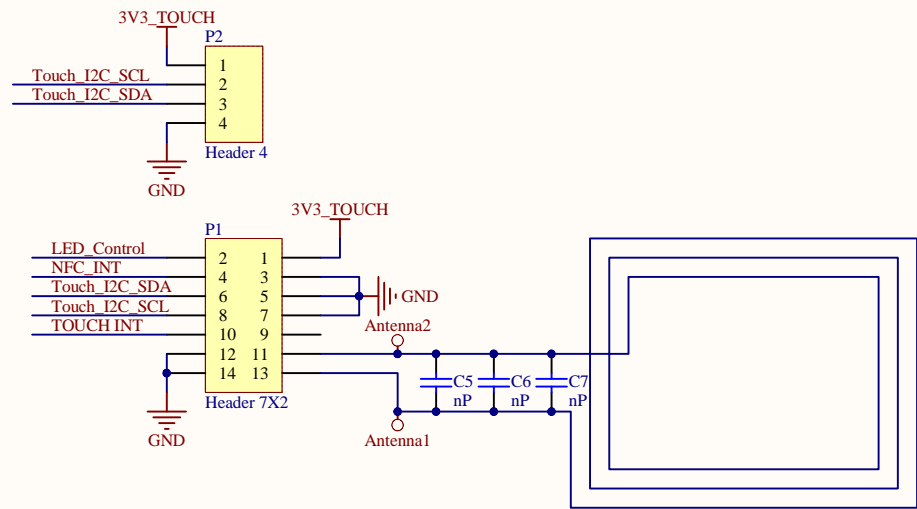 3V3_TOUCH
P2
1
Touch_I2C_SCL 2
Touch_I2C_SDA 3
4
Header 4
GND
3V3_TOUCH
P1
LED_Control 2 1
NFC_INT 4 3
Touch_I2C_SDA 6 5 GND
Touch_I2C_SCL 8 7
TOUCH INT 10 9 Antenna2
12 11
14 13 C5 C6 C7
Header 7X2 nP nP nP
GND Antenna1